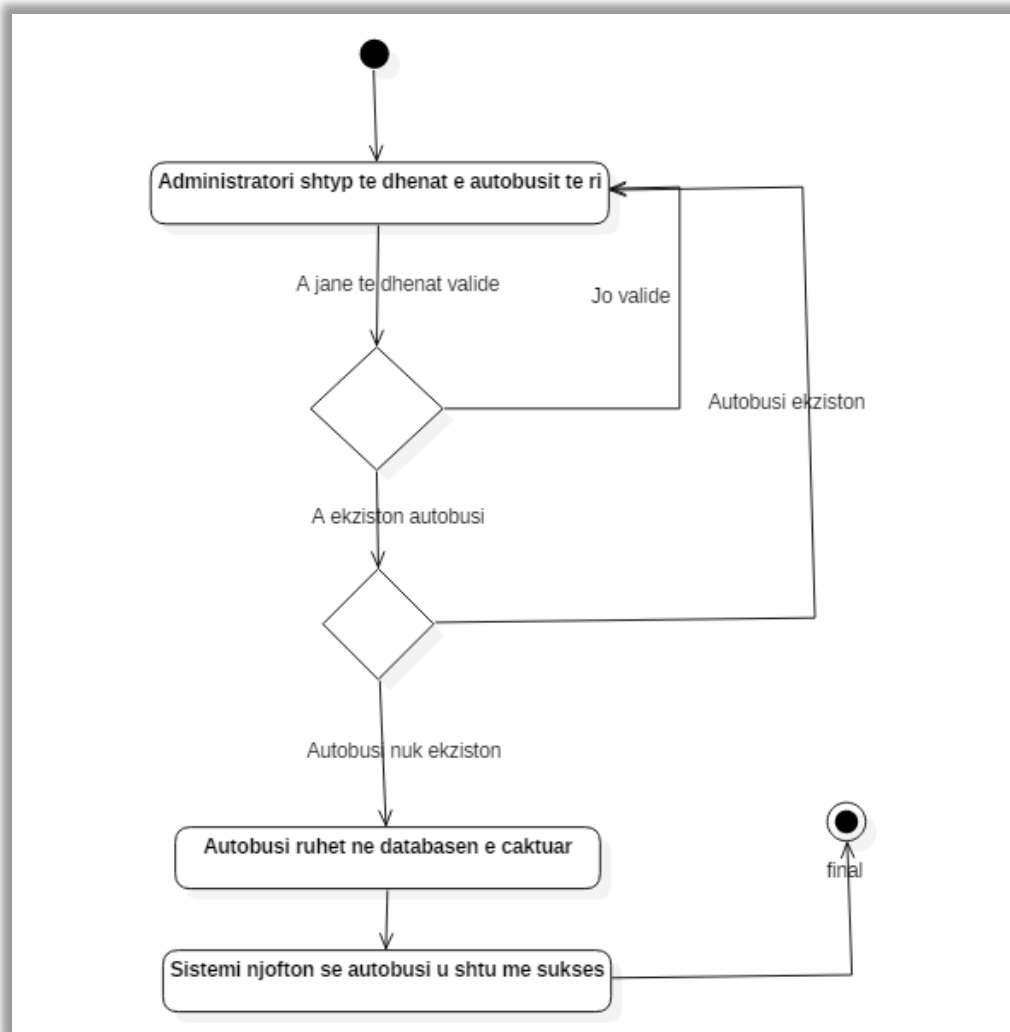 Administratori shtyp te dhenat e autobusit te ri
A jane te dhenat valide
Jo valide
Autobusi ekziston
A ekziston autobusi
Autobusi nuk ekziston
Autobusi ruhet ne databasen e caktuar
final
Sistemi njofton se autobusi u shtu me sukses